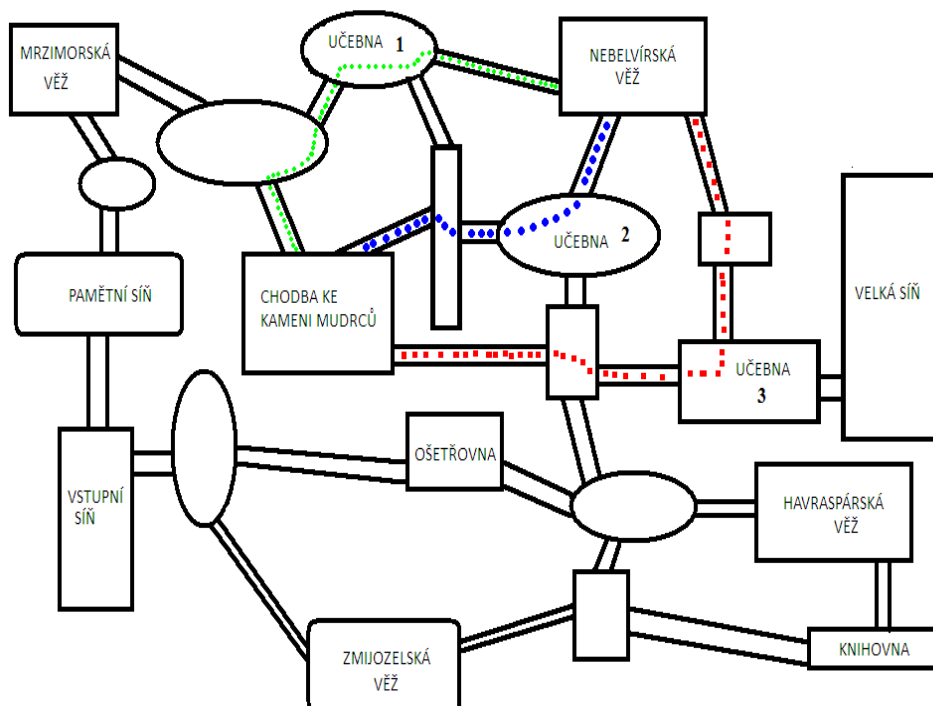 UČEBNA 1
MRZIMORSKÁ
VĚŽ
NEBELVÍRSKÁ
VĚŽ
UČEBNA 2
PAMĚTNÍ SÍŇ
CHODBA KE
KAMENI MUDRCŮ
VELKÁ SÍŇ
UČEBNA
3
OŠETŘOVNA
VSTUPNÍ
SÍŇ
HAVRASPÁRSKÁ
VĚŽ
ZMIJOZELSKÁ
VĚŽ
KNIHOVNA